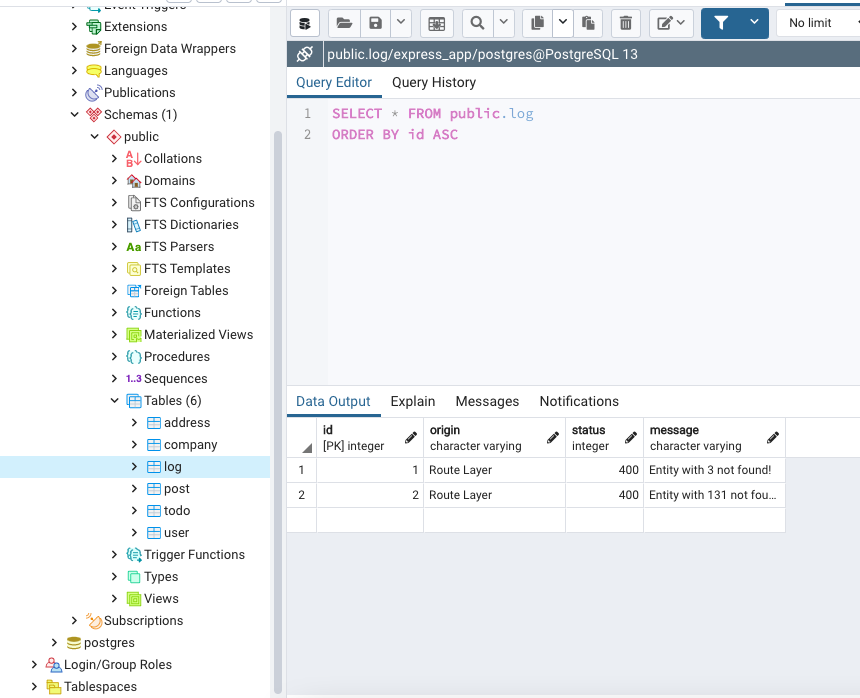 Event Triggers
Extensions
Foreign Data Wrappers
Languages
Publications
Schemas (1)
public
Collations
Domains
FTS Configurations
FTS Dictionaries
Aa FTS Parsers
FTS Templates
Foreign Tables
Functions
Materialized Views
Procedures
1..3 Sequences
Tables (6)
address
company
log
post
todo
user
Trigger Functions
Types
Views
Subscriptions
postgres
Login/Group Roles
Tablespaces
No limit
public.log/express_app/postgres@PostgreSQL 13
Query Editor Query History
1 SELECT * FROM public.log
2 ORDER BY id ASC
Data Output Explain Messages Notifications
id origin status message
[PK] integer character varying integer character varying
1 1 Route Layer 400 Entity with 3 not found!
2 2 Route Layer 400 Entity with 131 not fou...